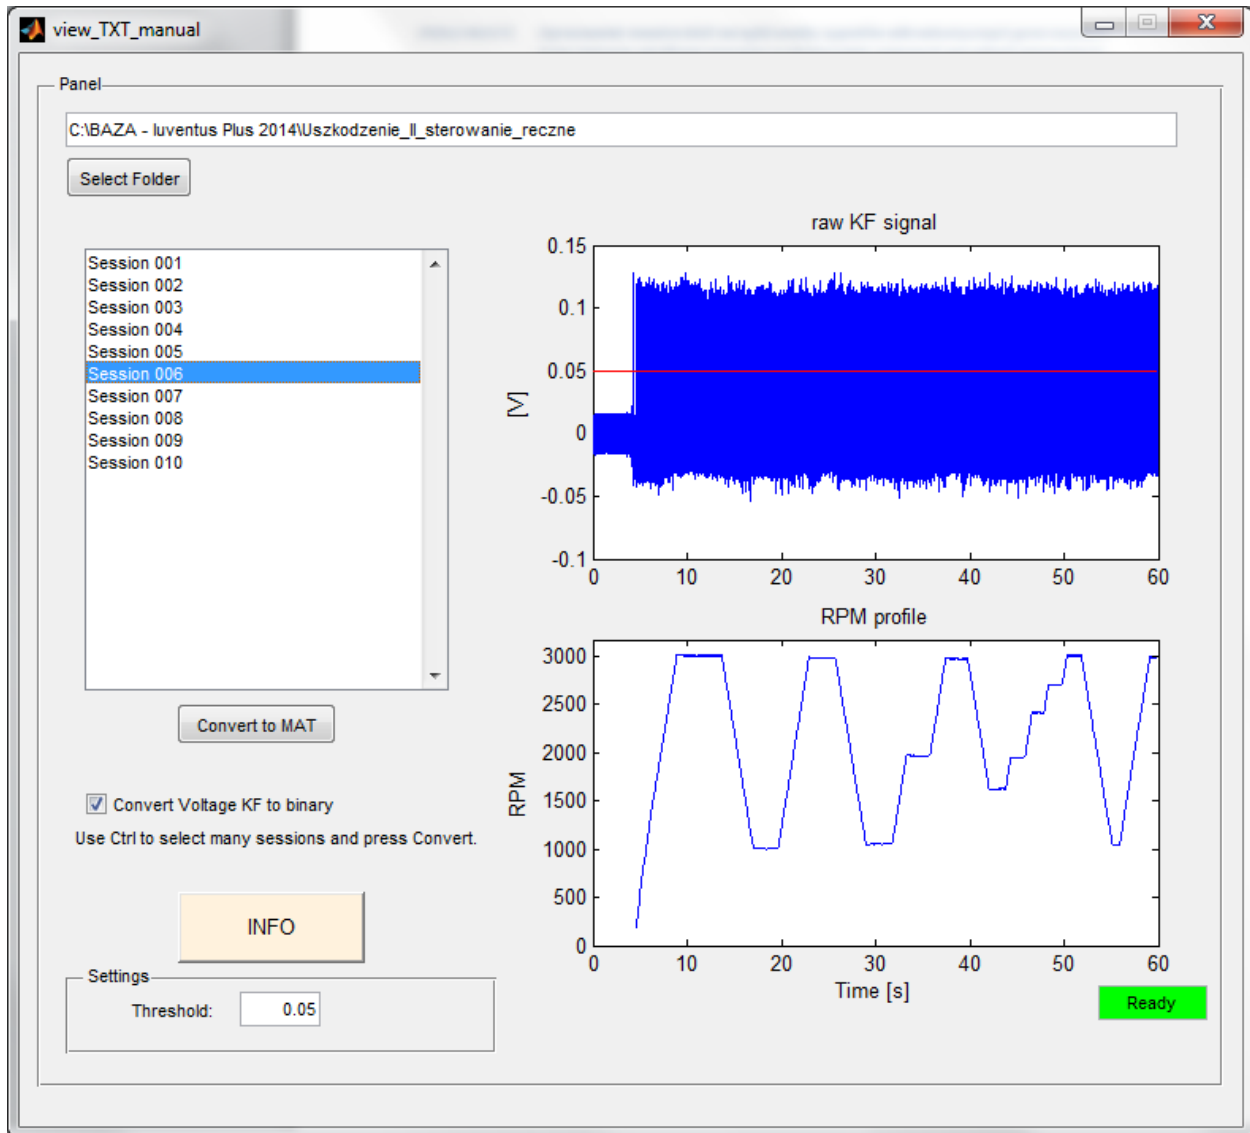 view_TXT_manual
Panel
C:\BAZA - Iuventus Plus 2014\Uszkodzenie_II_sterowanie_reczne
Select Folder
Session 001
Session 002
Session 003
Session 004
Session 005
Session 006
Session 007
Session 008
Session 009
Session 010
Convert to MAT
Convert Voltage KF to binary
Use Ctrl to select many sessions and press Convert.
INFO
Settings
Threshold: 0.05
raw KF signal
[V]
0.15
0.1
0.05
0
-0.05
-0.1
0 10 20 30 40 50 60
RPM profile
RPM
3000
2500
2000
1500
1000
500
0
0 10 20 30 40 50 60
Time [s]
Ready